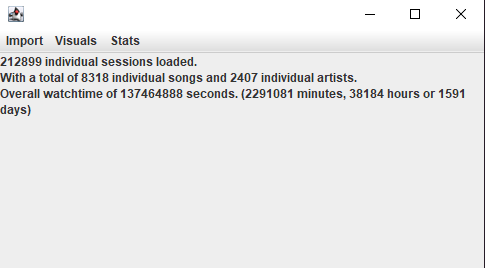 Import Visuals Stats
212899 individual sessions loaded.
With a total of 8318 individual songs and 2407 individual artists.
Overall watchtime of 137464888 seconds. (2291081 minutes, 38184 hours or 1591
days)